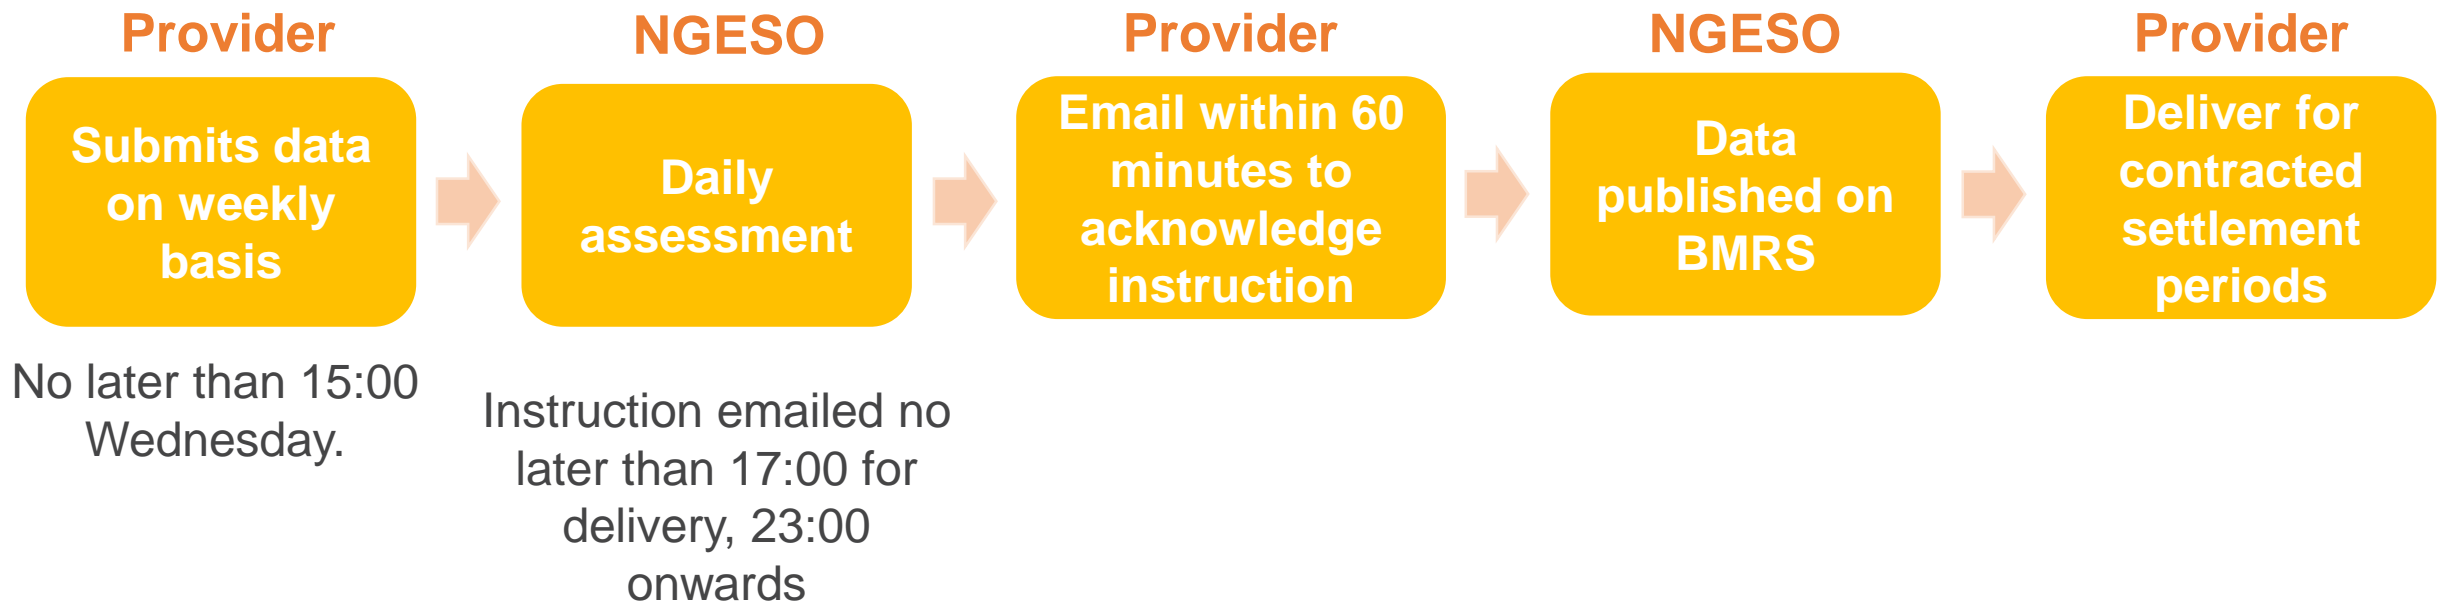 Provider
Submits data
on weekly
basis
No later than 15:00
Wednesday.
NGESO
Daily
assessment
Instruction emailed no
later than 17:00 for
delivery, 23:00
onwards
Provider
Email within 60
minutes to
acknowledge
instruction
NGESO
Data
published on
BMRS
Provider
Deliver for
contracted
settlement
periods